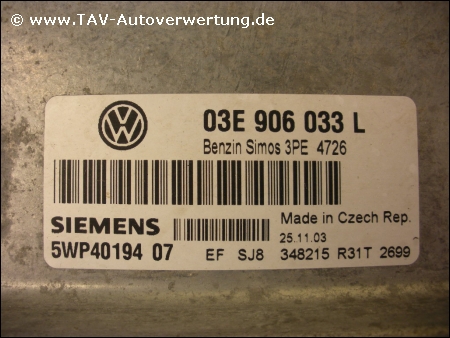 © www.TAV-Autoverwertung.de
VW
03E 906 033 L
Benzin Simos 3PE 4726
SIEMENS
Made in Czech Rep.
25.11.03
5WP40194 07
EF SJ8 348215 R31T 2699